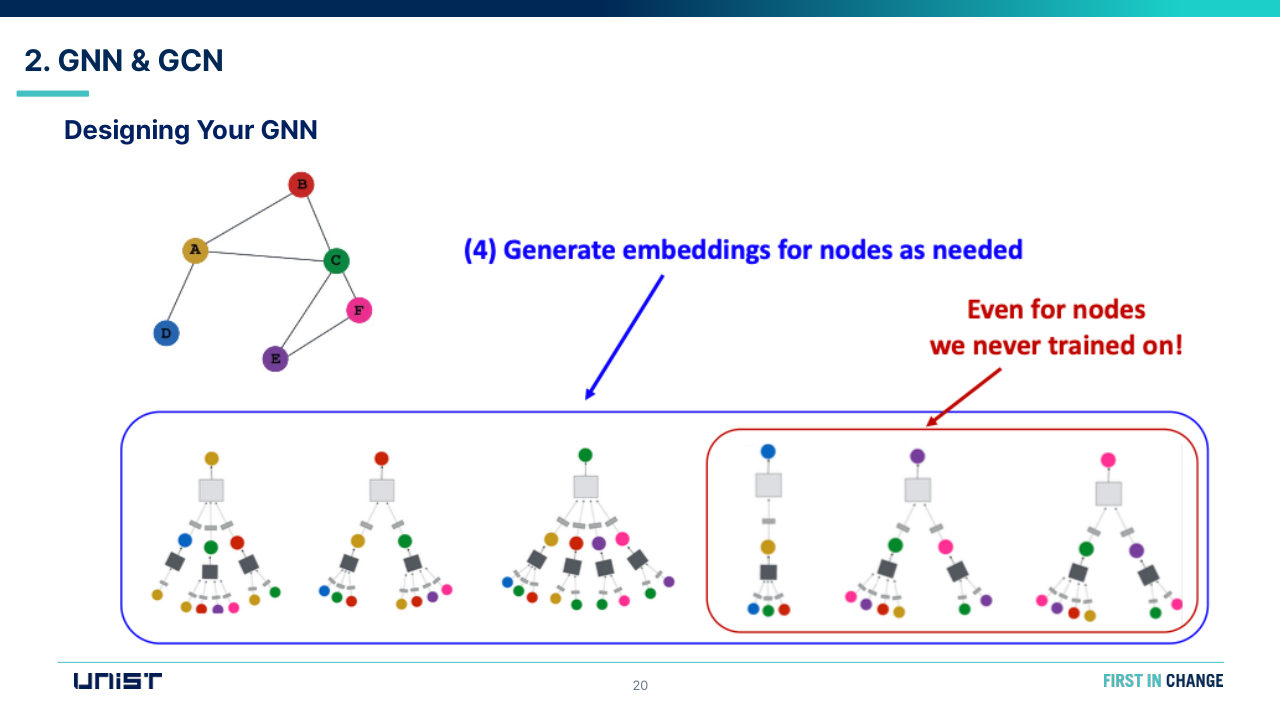 2. GNN & GCN
Designing Your GNN
B
A
C
F
D
E
(4) Generate embeddings for nodes as needed
Even for nodes
we never trained on!
UNIST
20
FIRST IN CHANGE